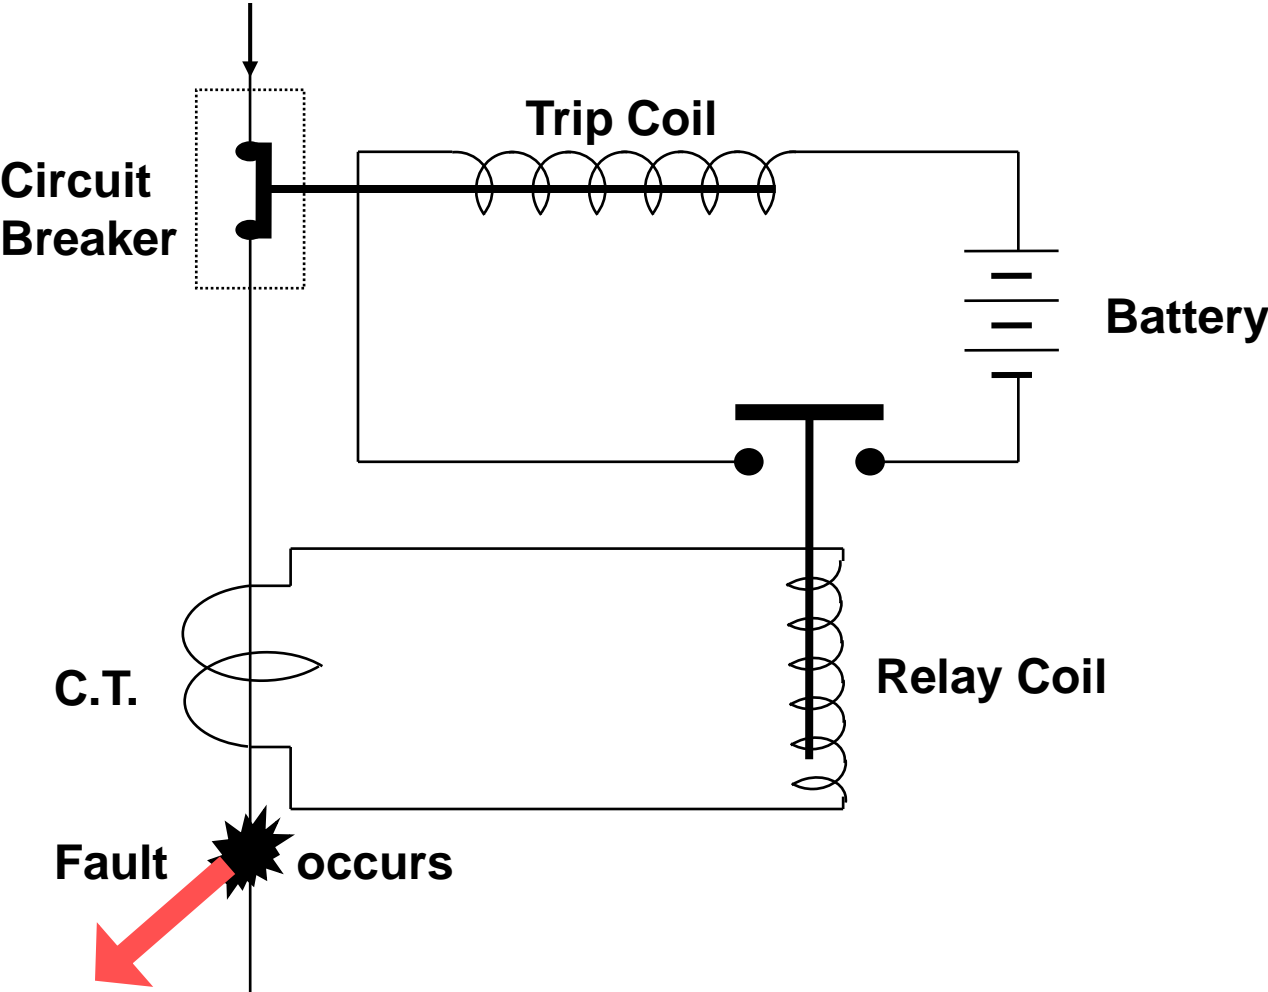 Trip Coil
Circuit
Breaker
Battery
C.T.
Relay Coil
Fault occurs